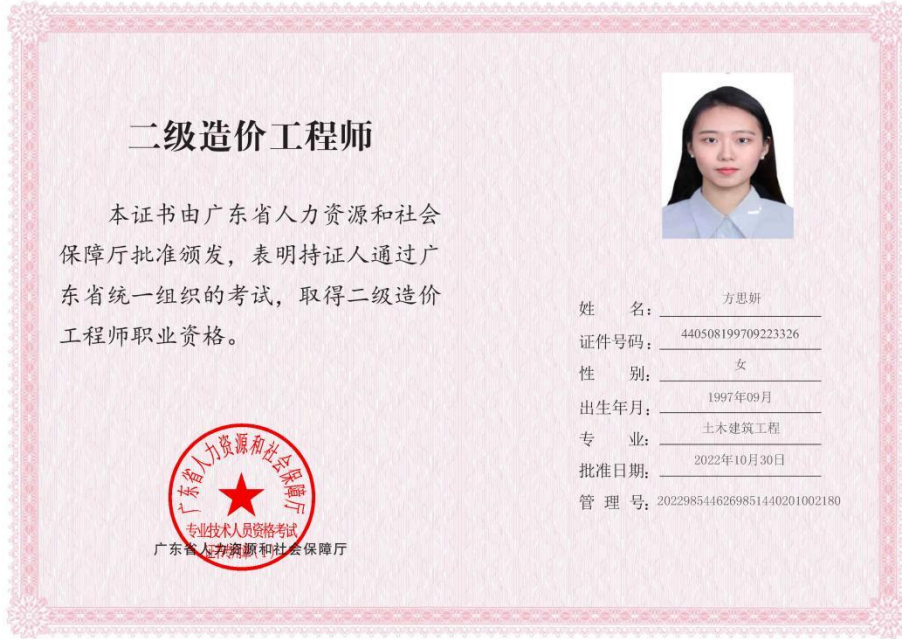 二级造价工程师
本证书由广东省人力资源和社会
保障厅批准颁发，表明持证人通过广
东省统一组织的考试，取得二级造价
工程师职业资格。
广东省人力资源和社会保障厅
专业技术人员资格考试
广东省人力资源和社会保障厅
姓 名：方思妍
证件号码：440508199709223326
性 别：女
出生年月：1997年09月
专 业：土木建筑工程
批准日期：2022年10月30日
管 理 号：2022985446269851440201002180